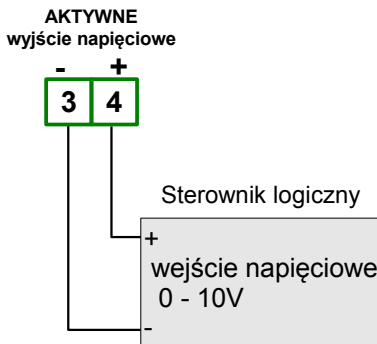 AKTYWNE
wyjście napięciowe
- +
3 4
Sterownik logiczny
+
wejście napięciowe
0 - 10V
-